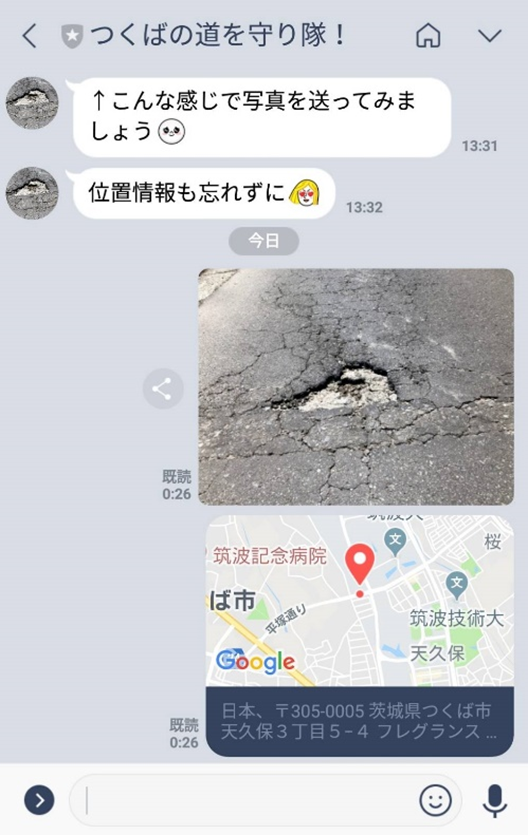 つくばの道を守り隊！
↑こんな感じで写真を送ってみま
しょう
13:31
位置情報も忘れずに
13:32
今日
既読
0:26
筑波大
文
桜
筑波記念病院
ば市
平塚通り
文
筑波技術大
天久保
Google
日本、〒305-0005 茨城県つくば市
天久保３丁目５−４ フレグランス ...
既読
0:26